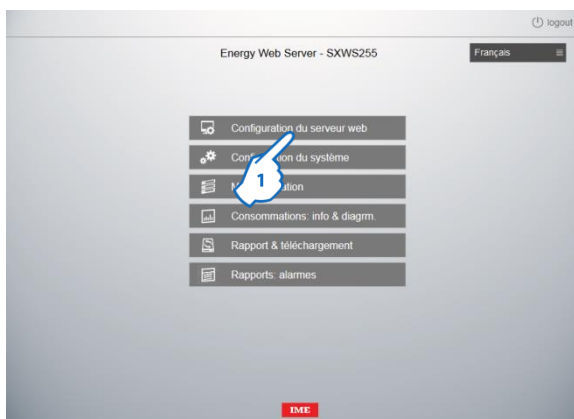 logout
Energy Web Server - SXWS255
Français
Configuration du serveur web
Configuration du système
1
Consommations: info & diagrm.
Rapport & téléchargement
Rapports: alarmes
IME